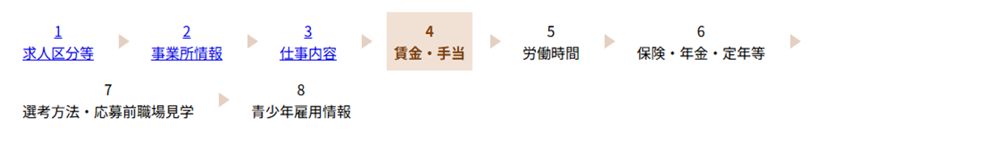 1 2 3 4 5 6
求人区分等 事業所情報 仕事内容 賃金・手当 労働時間 保険・年金・定年等
7 8
選考方法・応募前職場見学 青少年雇用情報